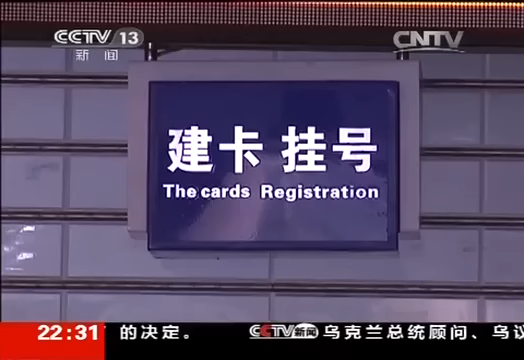 CCTV 13
新闻
CNTV
建卡 挂号
The cards Registration
22:31 的决定。 CCTV新闻 乌克兰总统顾问、乌议